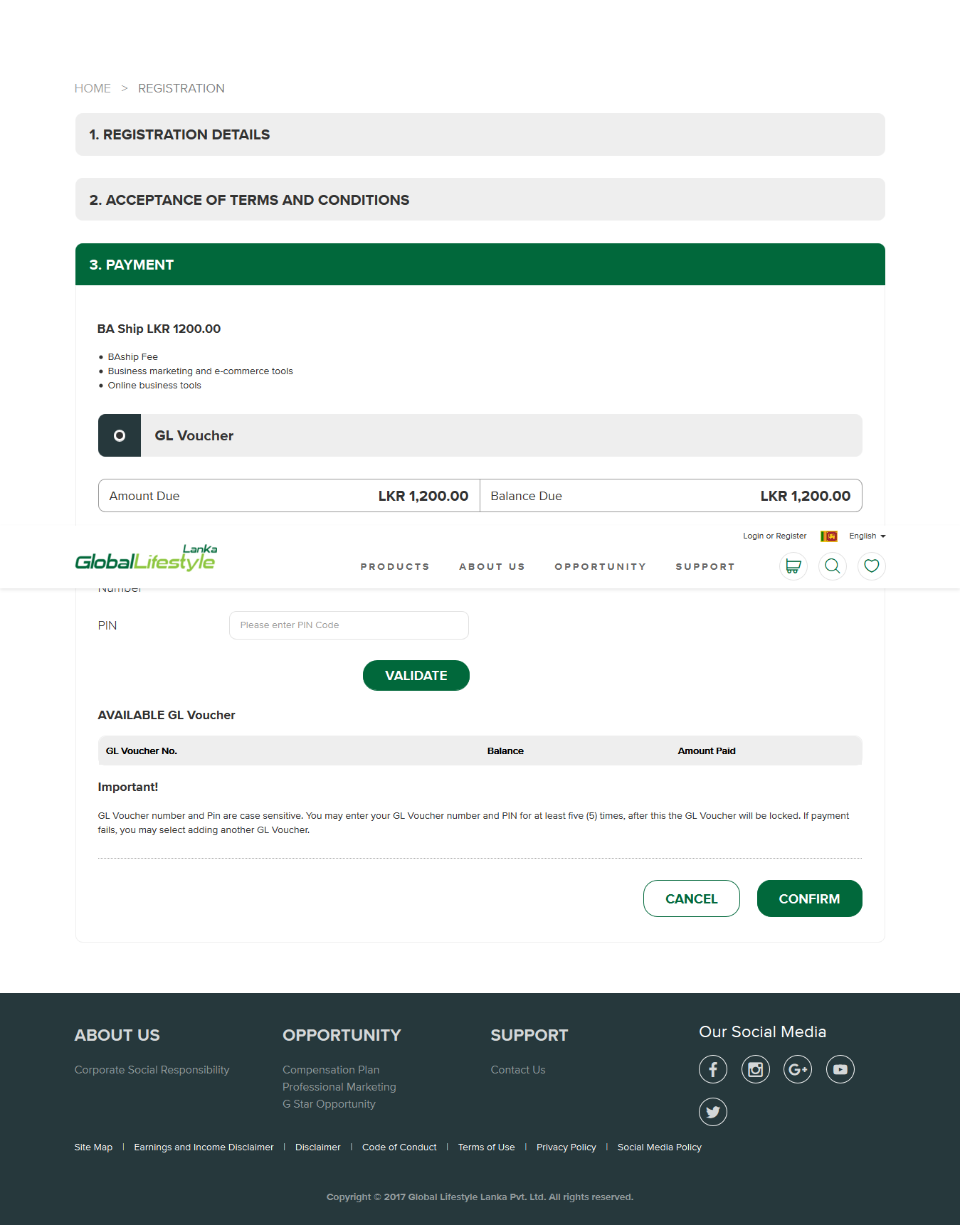 HOME > REGISTRATION
1. REGISTRATION DETAILS
2. ACCEPTANCE OF TERMS AND CONDITIONS
3. PAYMENT
BA Ship LKR 1200.00
• BAship Fee
• Business marketing and e-commerce tools
• Online business tools
GL Voucher
Amount Due LKR 1,200.00 Balance Due LKR 1,200.00
Login or Register English
Lanka
GlobalLifestyle
PRODUCTS ABOUT US OPPORTUNITY SUPPORT
Number
PIN Please enter PIN Code
VALIDATE
AVAILABLE GL Voucher
GL Voucher No. Balance Amount Paid
Important!
GL Voucher number and Pin are case sensitive. You may enter your GL Voucher number and PIN for at least five (5) times, after this the GL Voucher will be locked. If payment
fails, you may select adding another GL Voucher.
CANCEL CONFIRM
ABOUT US OPPORTUNITY SUPPORT Our Social Media
Corporate Social Responsibility Compensation Plan Contact Us
Professional Marketing
G Star Opportunity
Site Map | Earnings and Income Disclaimer | Disclaimer | Code of Conduct | Terms of Use | Privacy Policy | Social Media Policy
Copyright © 2017 Global Lifestyle Lanka Pvt. Ltd. All rights reserved.